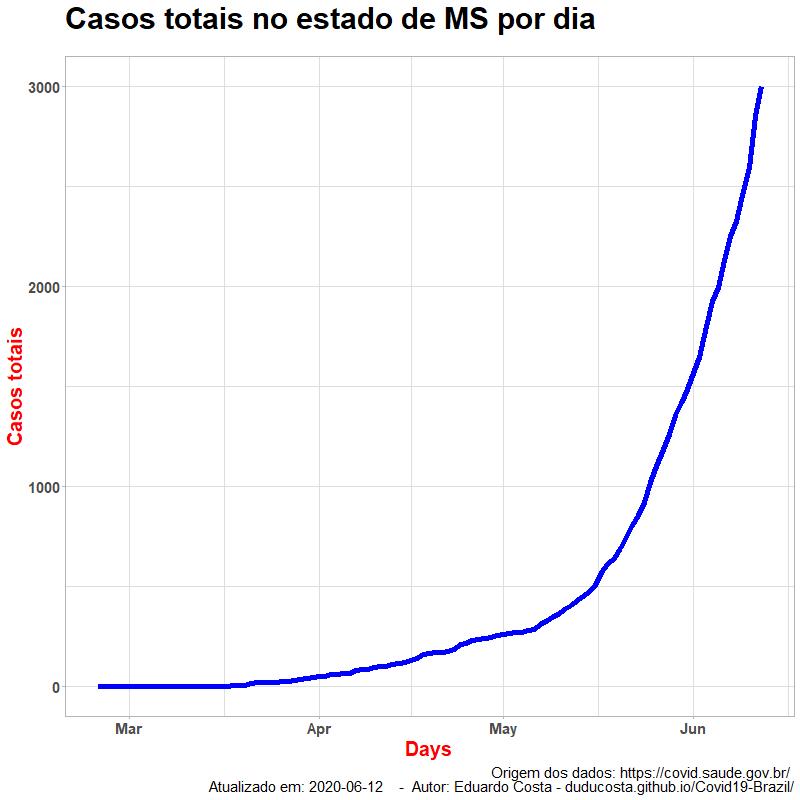 Casos totais no estado de MS por dia
3000
2000
1000
0
Casos totais
Mar Apr May Jun
Days
Origem dos dados: https://covid.saude.gov.br/
Atualizado em: 2020-06-12 - Autor: Eduardo Costa - duducosta.github.io/Covid19-Brazil/